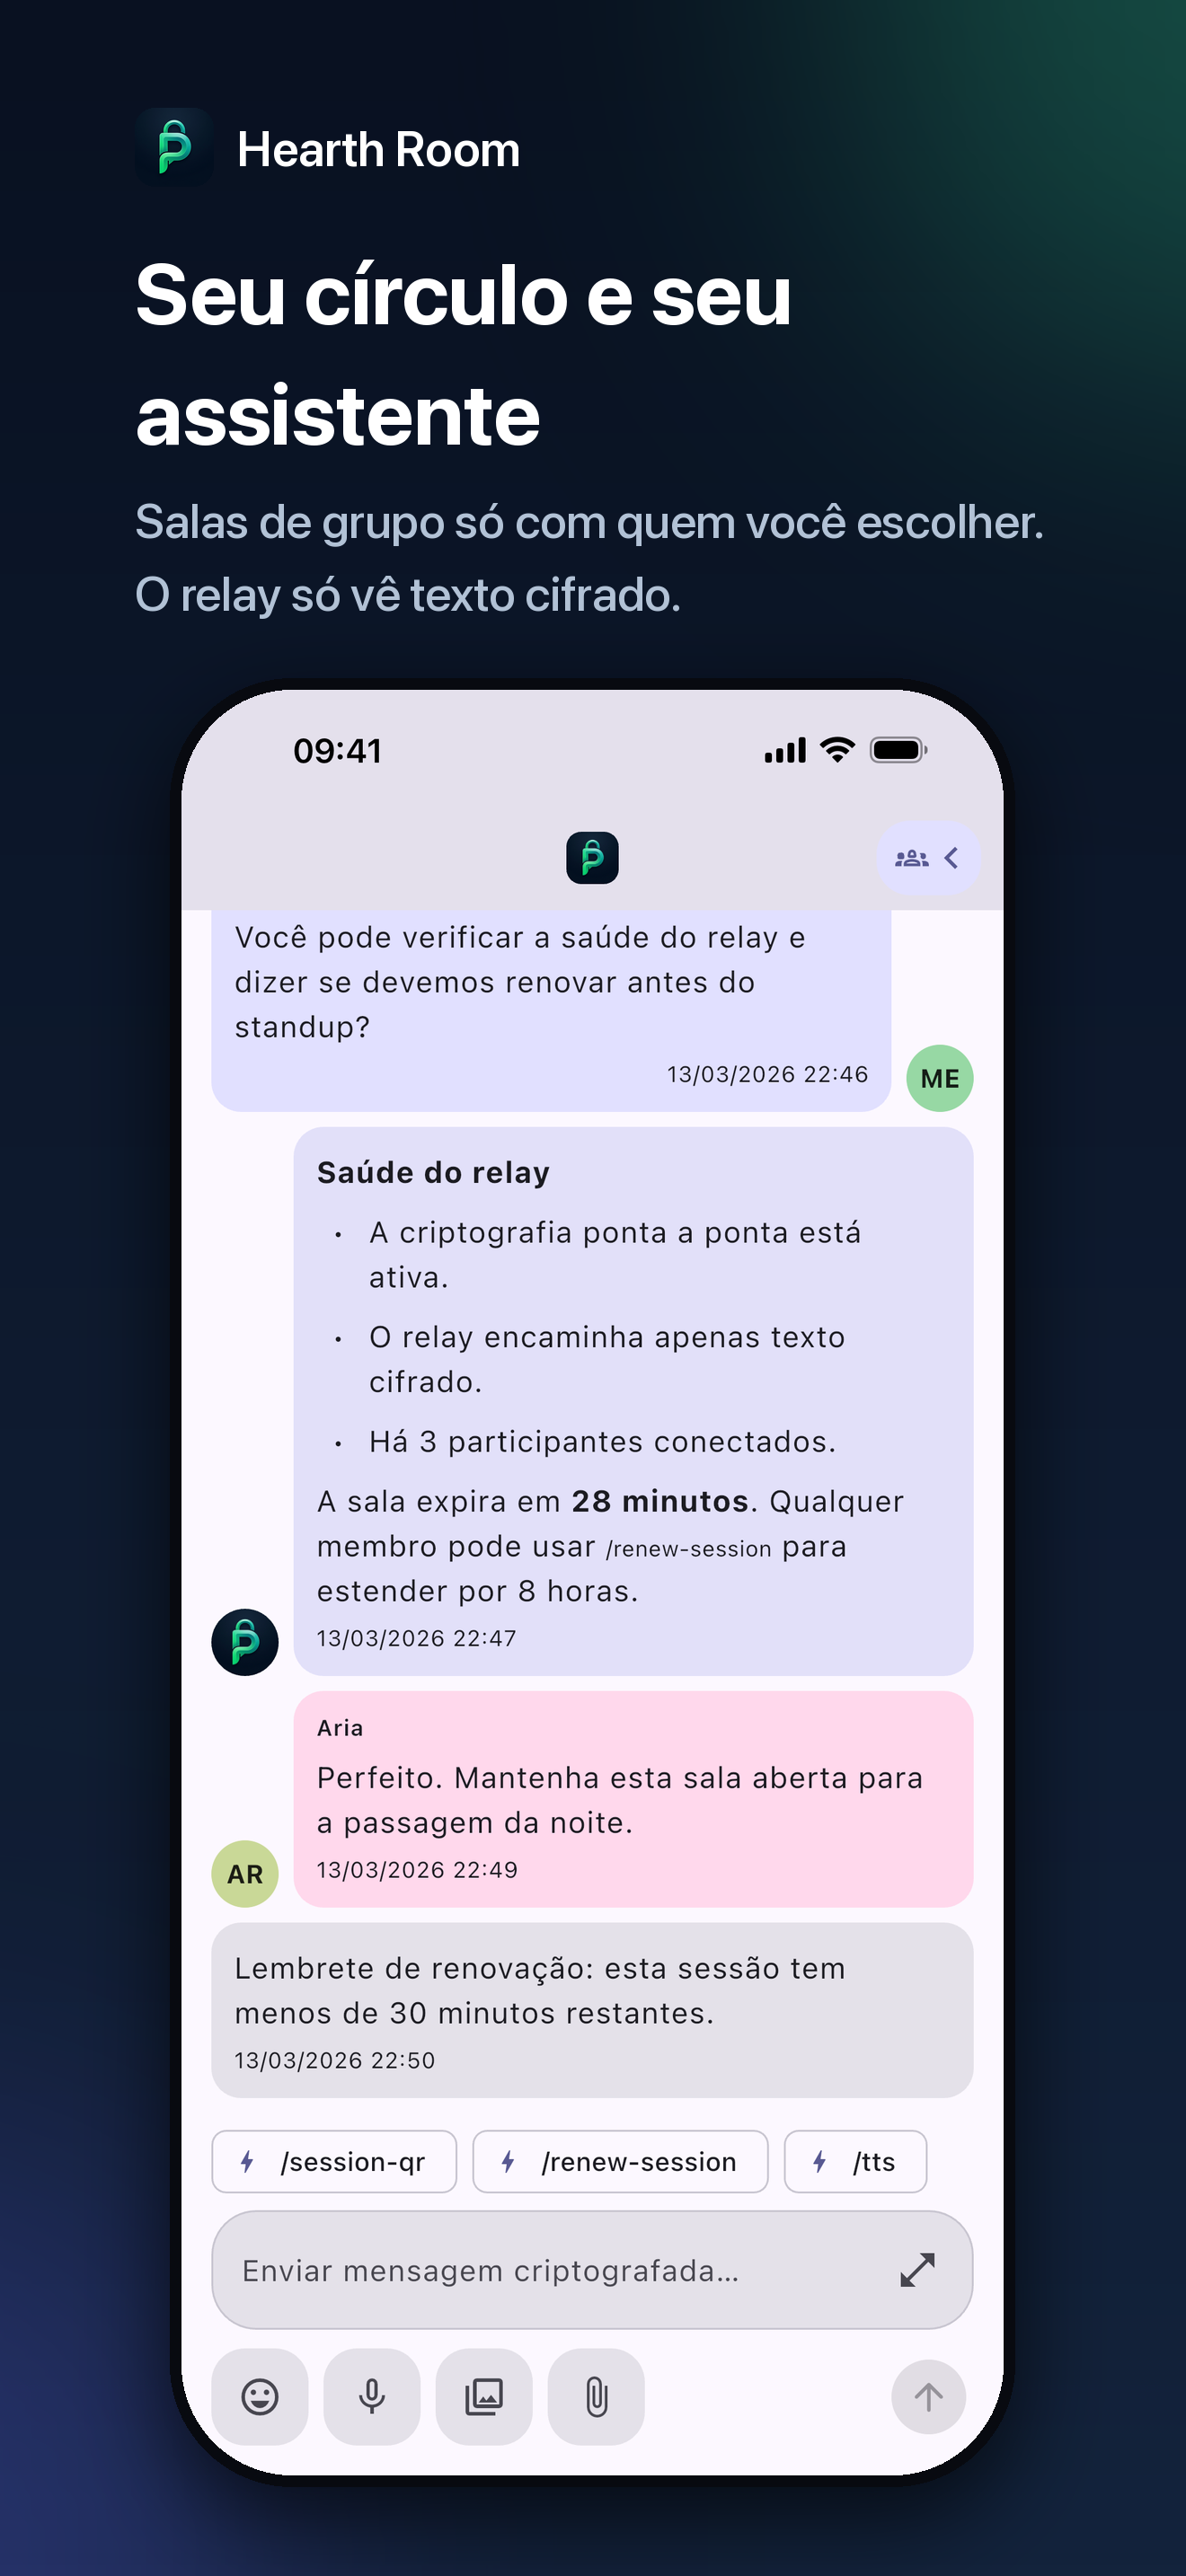 Hearth Room
Seu círculo e seu
assistente
Salas de grupo só com quem você escolher.
O relay só vê texto cifrado.
09:41
Você pode verificar a saúde do relay e
dizer se devemos renovar antes do
standup?
13/03/2026 22:46
ME
Saúde do relay
• A criptografia ponta a ponta está
ativa.
• O relay encaminha apenas texto
cifrado.
• Há 3 participantes conectados.
A sala expira em 28 minutos. Qualquer
membro pode usar /renew-session para
estender por 8 horas.
13/03/2026 22:47
Aria
Perfeito. Mantenha esta sala aberta para
a passagem da noite.
13/03/2026 22:49
AR
Lembrete de renovação: esta sessão tem
menos de 30 minutos restantes.
13/03/2026 22:50
/session-qr /renew-session /tts
Enviar mensagem criptografada...